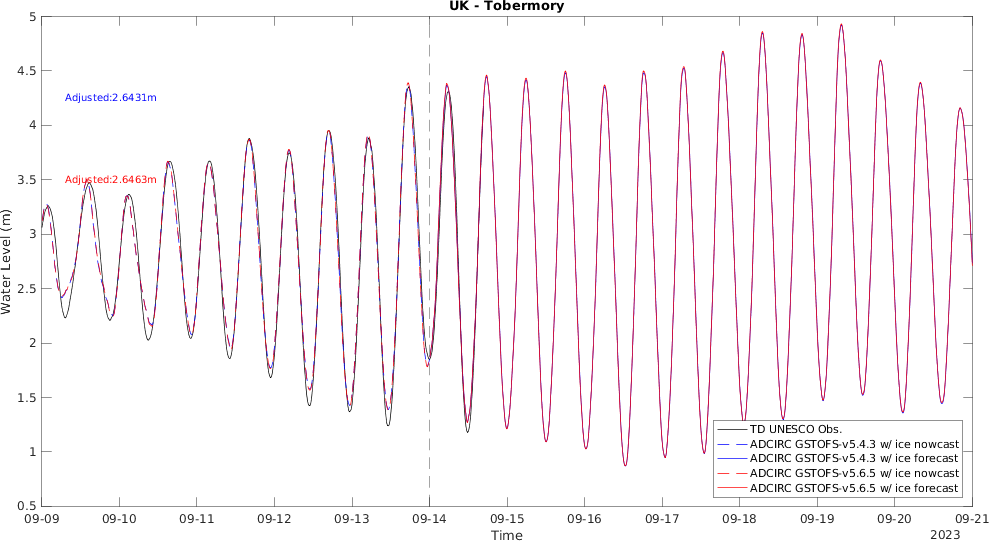 UK - Tobermory
5
4.5
4
3.5
3
2.5
2
1.5
1
0.5
Water Level (m)
Adjusted:2.6431m
Adjusted:2.6463m
TD UNESCO Obs.
ADCIRC GSTOFS-v5.4.3 w/ ice nowcast
ADCIRC GSTOFS-v5.4.3 w/ ice forecast
ADCIRC GSTOFS-v5.6.5 w/ ice nowcast
ADCIRC GSTOFS-v5.6.5 w/ ice forecast
09-09 09-10 09-11 09-12 09-13 09-14 09-15 09-16 09-17 09-18 09-19 09-20 09-21
Time
2023